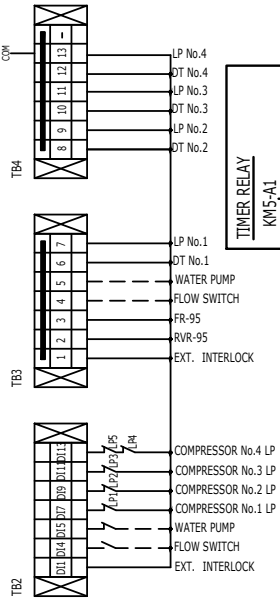 COM
TB4
–
13
12
11
10
9
8
LP No.4
DT No.4
LP No.3
DT No.3
LP No.2
DT No.2
TIMER RELAY
KM5-A1
TB3
7
6
5
4
3
2
1
LP No.1
DT No.1
WATER PUMP
FLOW SWITCH
FR-95
RVR-95
EXT. INTERLOCK
TB2
DI13
DI11
DI9
DI7
DI5
DI4
DI1
LP5
LP4
LP3
LP2
LP1
COMPRESSOR No.4 LP
COMPRESSOR No.3 LP
COMPRESSOR No.2 LP
COMPRESSOR No.1 LP
WATER PUMP
FLOW SWITCH
EXT. INTERLOCK